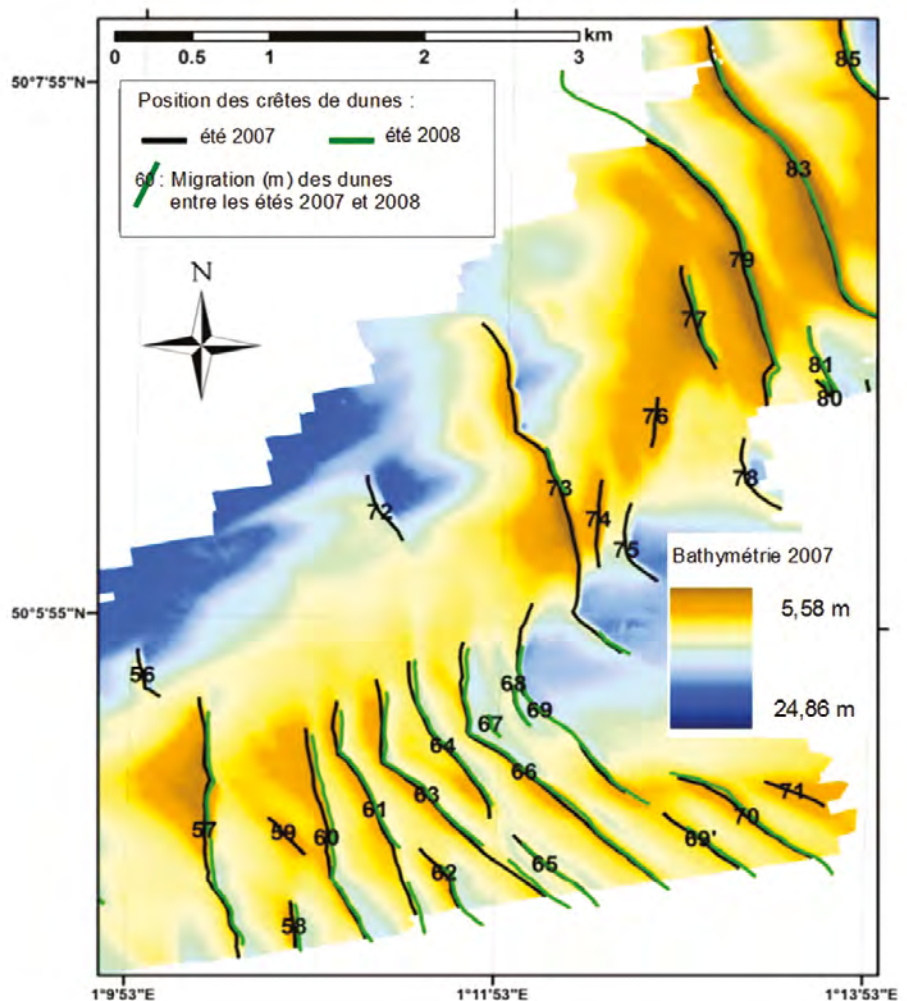 0 0.5 1 2 3 km
50°7'55"N
Position des crêtes de dunes :
été 2007 été 2008
60 : Migration (m) des dunes
entre les étés 2007 et 2008
N
85
83
79
77
81
80
76
78
73
72
74
75
Bathymétrie 2007
5,58 m
24,86 m
50°5'55"N
56
68
69
67
64
66
63
61
60
59
57
62
65
58
71
70
69'
1°9'53"E 1°11'53"E 1°13'53"E